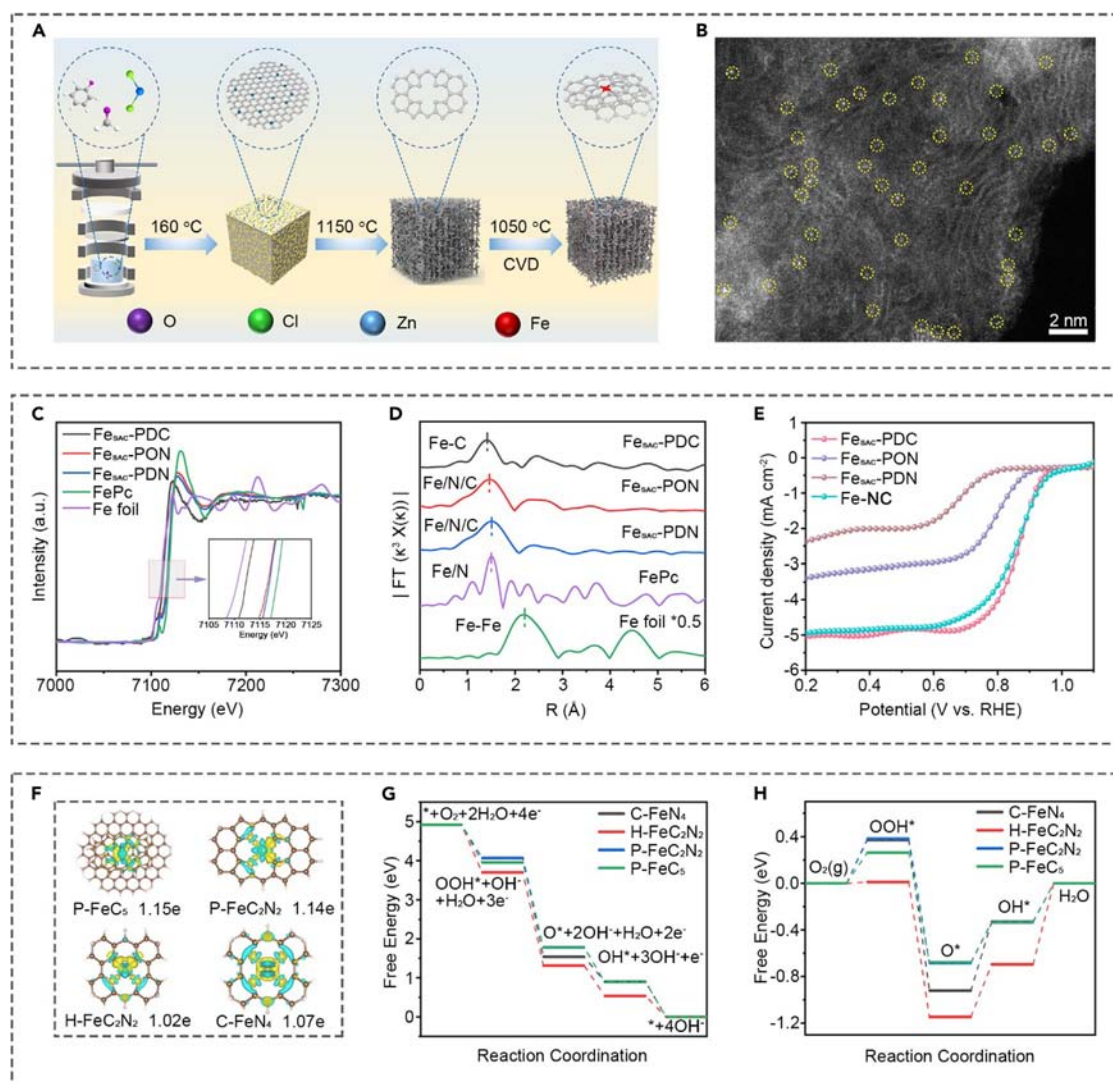 A
160 °C
1150 °C
1050 °C
CVD
O
Cl
Zn
Fe
B
2 nm
C
Fe_SAC-PDC
Fe_SAC-PON
Fe_SAC-PDN
FePc
Fe foil
Intensity (a.u.)
7105 7110 7115 7120 7125
Energy (eV)
7000 7100 7200 7300
Energy (eV)
D
Fe-C Fe_SAC-PDC
Fe/N/C Fe_SAC-PON
Fe/N/C Fe_SAC-PDN
Fe/N FePc
Fe-Fe Fe foil *0.5
| FT (κ³ X(κ)) |
0 1 2 3 4 5 6
R (Å)
E
Fe_SAC-PDC
Fe_SAC-PON
Fe_SAC-PDN
Fe-NC
Current density (mA cm⁻²)
1
0
-1
-2
-3
-4
-5
-6
0.2 0.4 0.6 0.8 1.0
Potential (V vs. RHE)
F
P-FeC₅ 1.15e
P-FeC₂N₂ 1.14e
H-FeC₂N₂ 1.02e
C-FeN₄ 1.07e
G
*+O₂+2H₂O+4e⁻
C-FeN₄
H-FeC₂N₂
P-FeC₂N₂
P-FeC₅
OOH*+OH⁻
+H₂O+3e⁻
O*+2OH⁻+H₂O+2e⁻
OH*+3OH⁻+e⁻
*+4OH⁻
Free Energy (eV)
5
4
3
2
1
0
Reaction Coordination
H
C-FeN₄
H-FeC₂N₂
P-FeC₂N₂
P-FeC₅
OOH*
O₂(g)
OH*
H₂O
O*
Free Energy (eV)
0.4
0.0
-0.4
-0.8
-1.2
Reaction Coordination